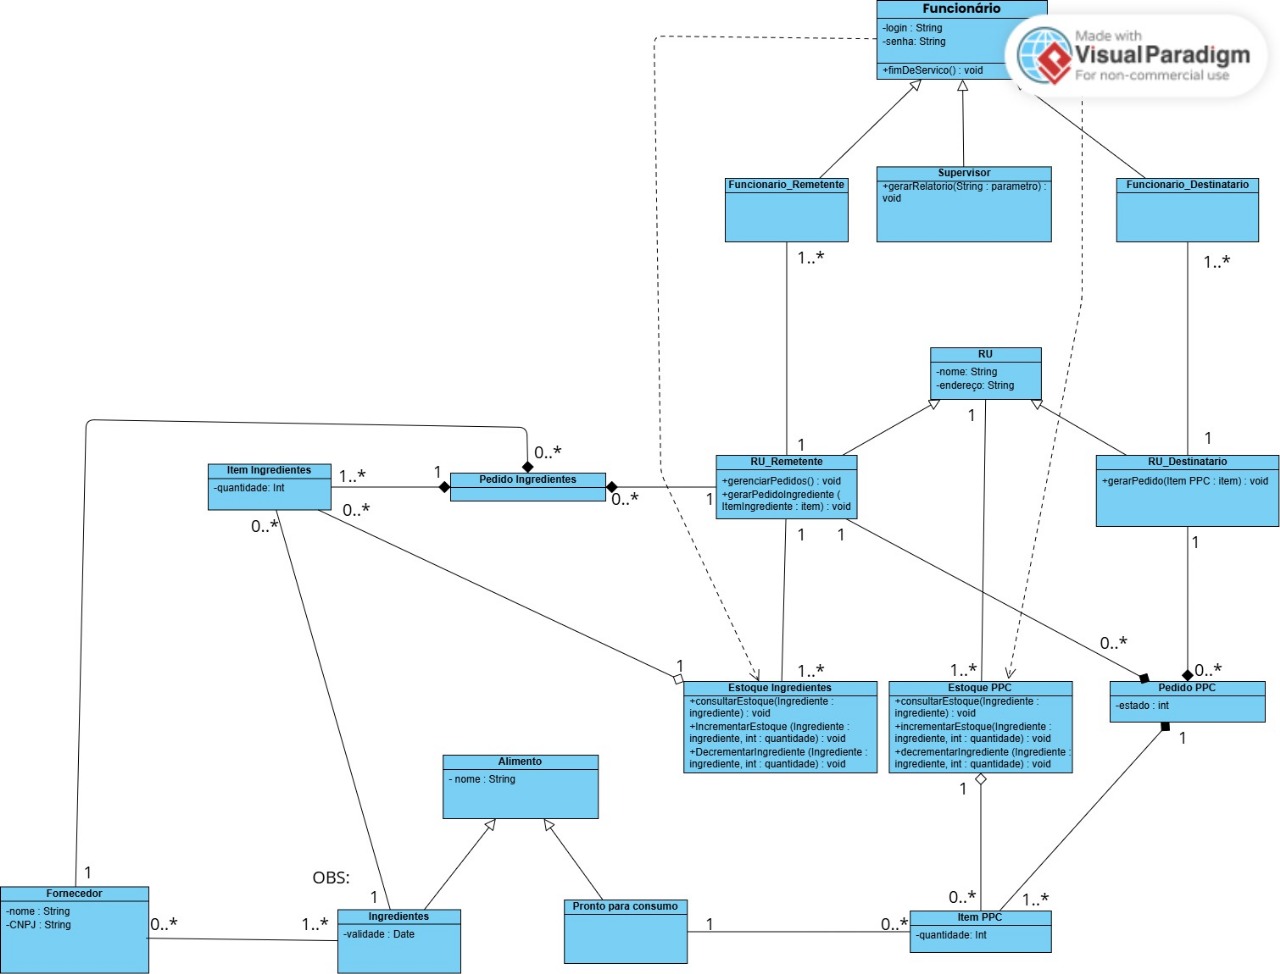 Funcionário
-login : String
-senha: String
+fimDeServico() : void
Made with
Visual Paradigm
For non-commercial use
Funcionario_Remetente
Supervisor
+gerarRelatorio(String : parametro) :
void
Funcionario_Destinatario
1..*
1..*
RU
-nome: String
-endereço: String
1
1
1
RU_Remetente
+gerenciarPedidos() : void
+gerarPedidoIngrediente (
ItemIngrediente : item) : void
RU_Destinatario
+gerarPedido(Item PPC : item) : void
0..*
Item Ingredientes
-quantidade: Int
1..*
1
Pedido Ingredientes
0..*
1
0..*
0..*
1
1
1
0..*
1
1..*
1..*
0..*
Estoque Ingredientes
+consultarEstoque(Ingrediente :
ingrediente) : void
+IncrementarEstoque (Ingrediente :
ingrediente, int : quantidade) : void
+DecrementarIngrediente (Ingrediente :
ingrediente, int : quantidade) : void
Estoque PPC
+consultarEstoque(Ingrediente :
ingrediente) : void
+incrementarEstoque(Ingrediente :
ingrediente, int : quantidade) : void
+decrementarIngrediente (Ingrediente :
ingrediente, int : quantidade) : void
Pedido PPC
-estado : int
1
1
Alimento
- nome : String
OBS:
1
1
0..*
1..*
Fornecedor
-nome : String
-CNPJ : String
0..*
1..*
Ingredientes
-validade : Date
Pronto para consumo
1
0..*
Item PPC
-quantidade: Int